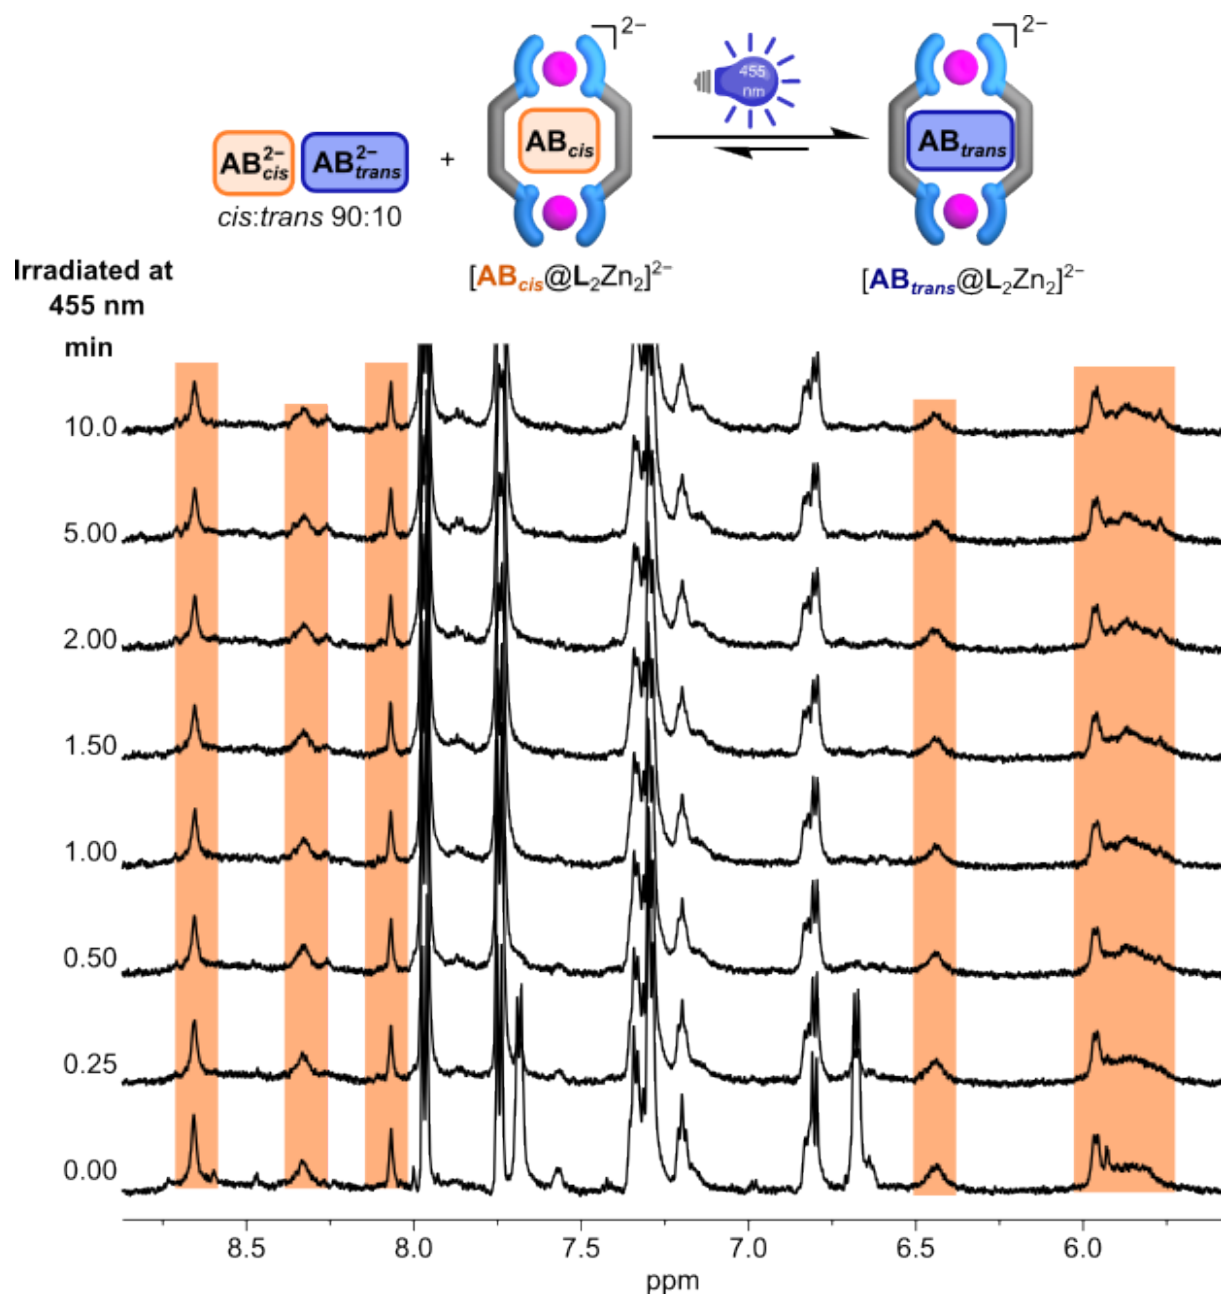 2−
2−
455
nm
AB2−cis AB2−trans + ABcis ABtrans
cis:trans 90:10
[ABcis@L2Zn2]2− [ABtrans@L2Zn2]2−
Irradiated at
455 nm
min
10.0
5.00
2.00
1.50
1.00
0.50
0.25
0.00
8.5 8.0 7.5 7.0 6.5 6.0
ppm